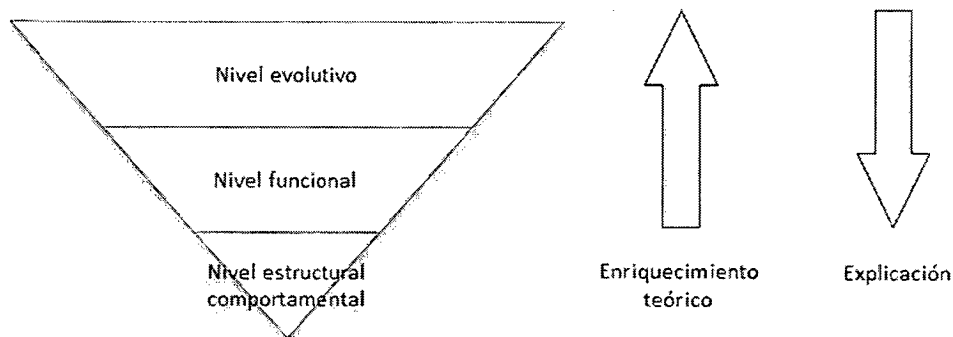 Nivel evolutivo
Nivel funcional
Nivel estructural
comportamental
Enriquecimiento
teórico
Explicación